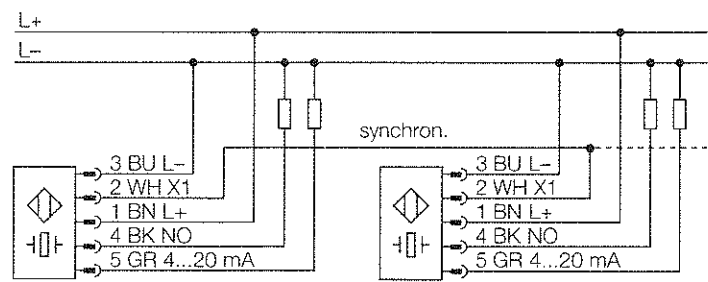 L+
L−
synchron.
3 BU L−
2 WH X1
1 BN L+
4 BK NO
5 GR 4...20 mA
3 BU L−
2 WH X1
1 BN L+
4 BK NO
5 GR 4...20 mA